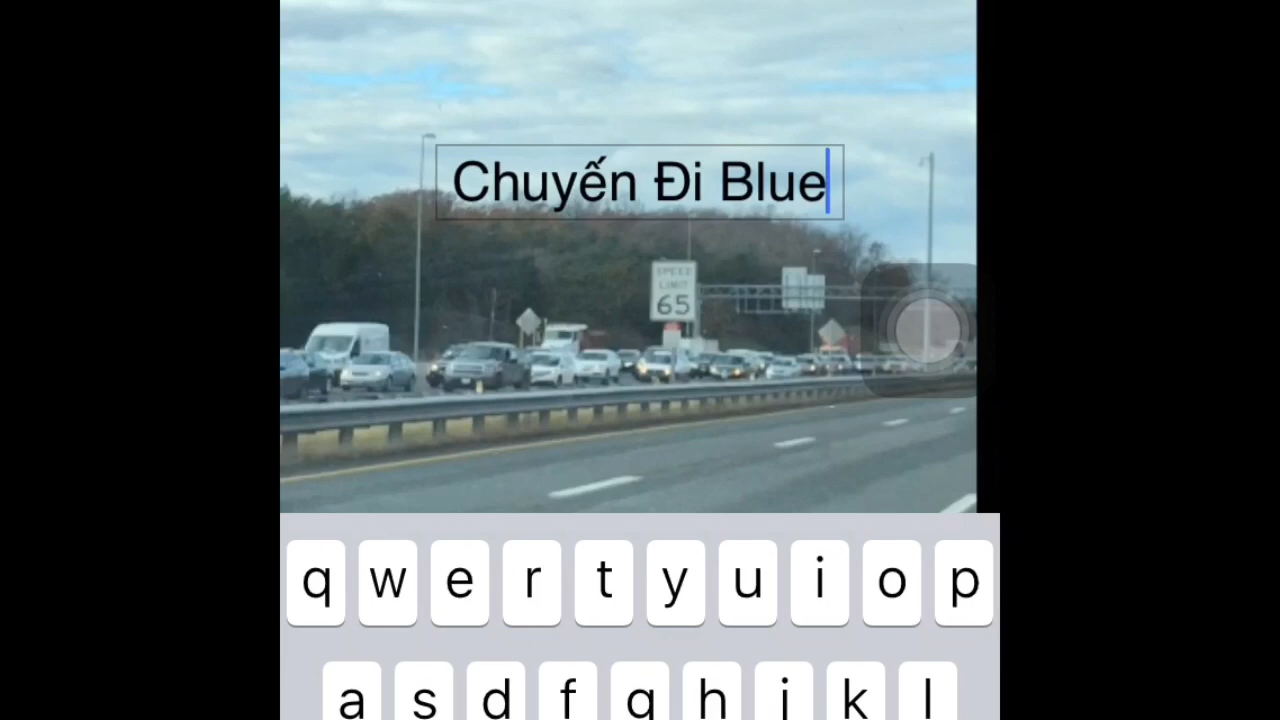 Chuyến Đi Blue
SPEED
LIMIT
65
q w e r t y u i o p
a s d f g h j k l